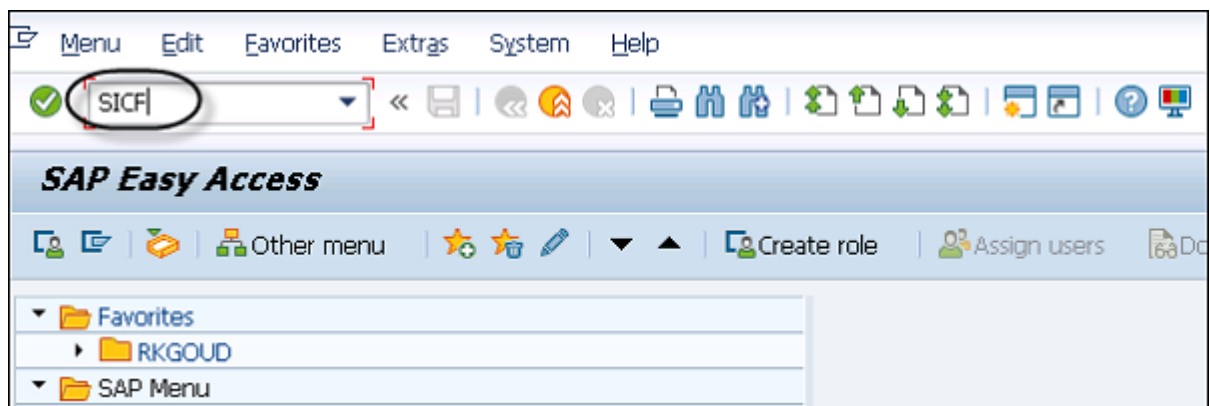 Menu Edit Favorites Extras System Help
SICF
SAP Easy Access
Other menu Create role Assign users
Favorites
RKGOUD
SAP Menu